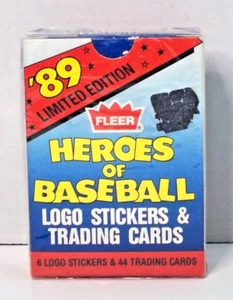 '89
LIMITED EDITION
FLEER
HEROES
OF
BASEBALL
LOGO STICKERS &
TRADING CARDS
6 LOGO STICKERS & 44 TRADING CARDS